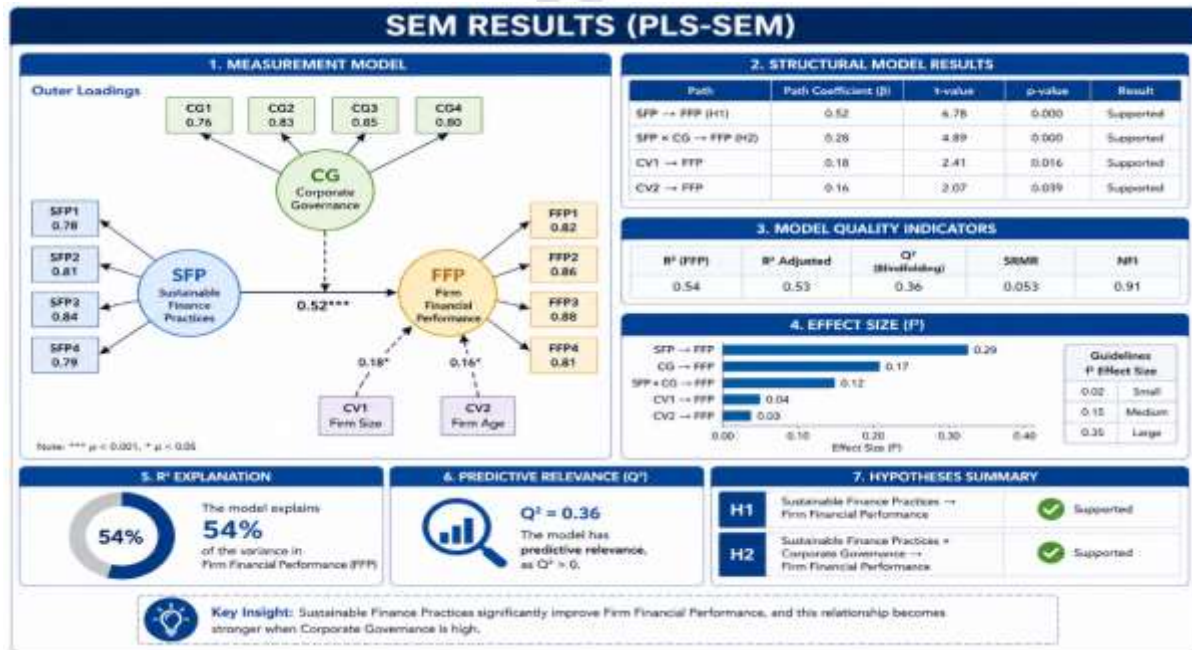 SEM RESULTS (PLS-SEM)
1. MEASUREMENT MODEL
Outer Loadings
CG1
0.76
CG2
0.83
CG3
0.85
CG4
0.80
CG
Corporate
Governance
SFP1
0.78
SFP2
0.81
SFP3
0.84
SFP4
0.79
SFP
Sustainable
Finance
Practices
0.52***
FFP
Firm
Financial
Performance
FFP1
0.82
FFP2
0.86
FFP3
0.88
FFP4
0.81
0.18*
0.16*
CV1
Firm Size
CV2
Firm Age
Note: *** p < 0.001, * p < 0.05
2. STRUCTURAL MODEL RESULTS
Path Path Coefficient (β) t-value p-value Result
SFP → FFP (H1) 0.52 6.78 0.000 Supported
SFP × CG → FFP (H2) 0.28 4.89 0.000 Supported
CV1 → FFP 0.18 2.41 0.016 Supported
CV2 → FFP 0.16 2.07 0.039 Supported
3. MODEL QUALITY INDICATORS
R² (FFP) R² Adjusted Q² (Blindfolding) SRMR NFI
0.54 0.53 0.36 0.053 0.91
4. EFFECT SIZE (f²)
SFP → FFP 0.29
CG → FFP 0.17
SFP × CG → FFP 0.12
CV1 → FFP 0.04
CV2 → FFP 0.03
0.00 0.10 0.20 0.30 0.40
Effect Size (f²)
Guidelines
f² Effect Size
0.02 Small
0.15 Medium
0.35 Large
5. R² EXPLANATION
54%
The model explains
54%
of the variance in
Firm Financial Performance (FFP)
6. PREDICTIVE RELEVANCE (Q²)
Q² = 0.36
The model has
predictive relevance,
as Q² > 0.
7. HYPOTHESES SUMMARY
H1
Sustainable Finance Practices →
Firm Financial Performance
Supported
H2
Sustainable Finance Practices ×
Corporate Governance →
Firm Financial Performance
Supported
Key Insight: Sustainable Finance Practices significantly improve Firm Financial Performance, and this relationship becomes
stronger when Corporate Governance is high.